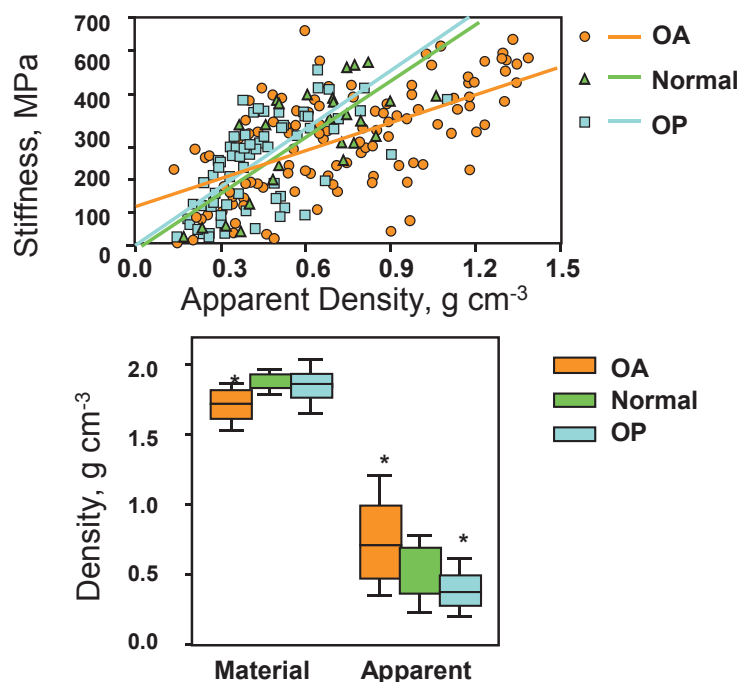 700
600
400
300
200
100
0
Stiffness, MPa
0.0 0.3 0.6 0.9 1.2 1.5
Apparent Density, g cm-3
OA
Normal
OP
2.0
1.5
1.0
0.5
0.0
Density, g cm-3
* * *
Material Apparent
OA
Normal
OP